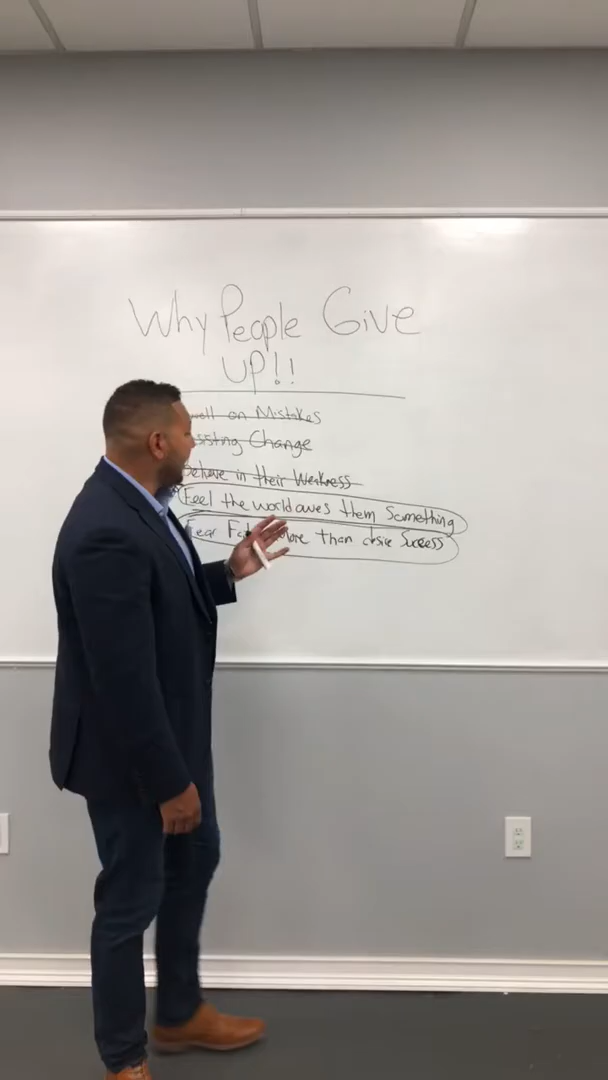 Why People Give
UP!!
on Mistakes
Change
Believe in their Weakness
Feel the world owes them Something
Fear More than desire Success